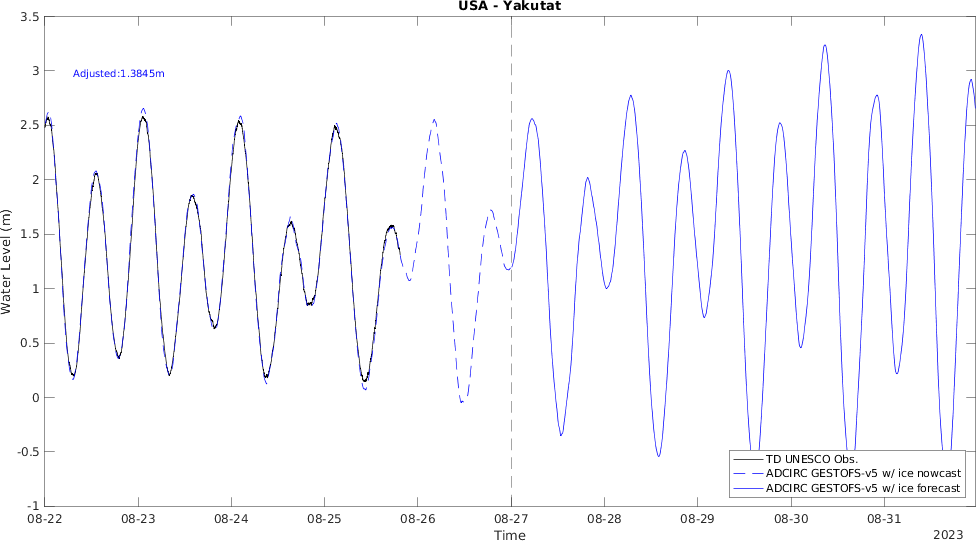 USA - Yakutat
Adjusted:1.3845m
Water Level (m)
3.5
3
2.5
2
1.5
1
0.5
0
-0.5
-1
TD UNESCO Obs.
ADCIRC GESTOFS-v5 w/ ice nowcast
ADCIRC GESTOFS-v5 w/ ice forecast
08-22 08-23 08-24 08-25 08-26 08-27 08-28 08-29 08-30 08-31
Time
2023